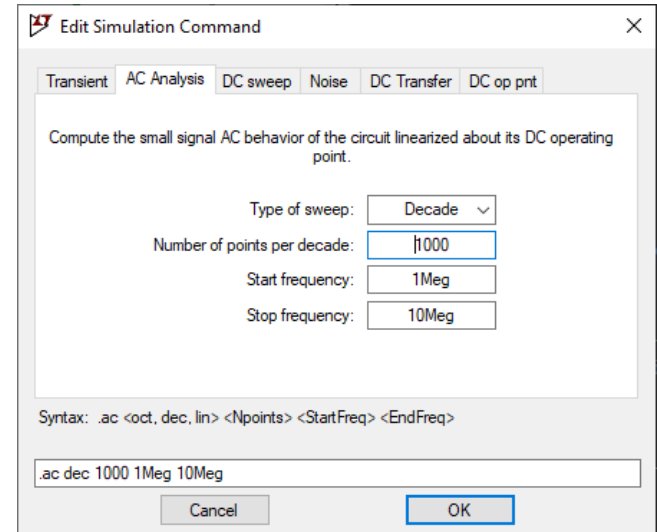 Edit Simulation Command
Transient AC Analysis DC sweep Noise DC Transfer DC op pnt
Compute the small signal AC behavior of the circuit linearized about its DC operating
point.
Type of sweep: Decade
Number of points per decade: 1000
Start frequency: 1Meg
Stop frequency: 10Meg
Syntax: .ac <oct, dec, lin> <Npoints> <StartFreq> <EndFreq>
.ac dec 1000 1Meg 10Meg
Cancel OK